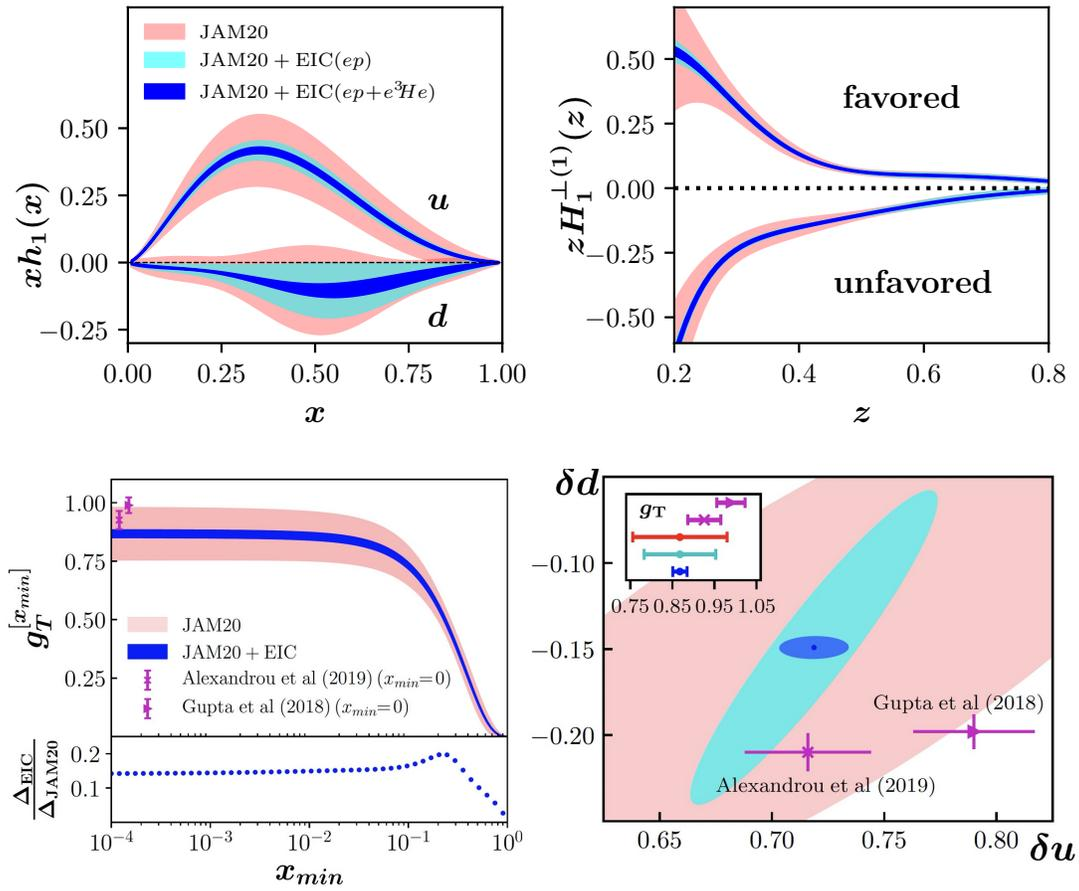 JAM20
JAM20 + EIC(ep)
JAM20 + EIC(ep+e³He)
xh₁(x)
0.50
0.25
0.00
−0.25
u
d
0.00 0.25 0.50 0.75 1.00
x
zH₁^⊥(1)(z)
0.50
0.25
0.00
−0.25
−0.50
favored
unfavored
0.2 0.4 0.6 0.8
z
g_T^[x_min]
1.00
0.75
0.50
0.25
JAM20
JAM20 + EIC
Alexandrou et al (2019) (x_min=0)
Gupta et al (2018) (x_min=0)
Δ_EIC
Δ_JAM20
0.2
0.1
10⁻⁴ 10⁻³ 10⁻² 10⁻¹ 10⁰
x_min
δd
g_T
0.75 0.85 0.95 1.05
−0.10
−0.15
−0.20
Gupta et al (2018)
Alexandrou et al (2019)
0.65 0.70 0.75 0.80
δu